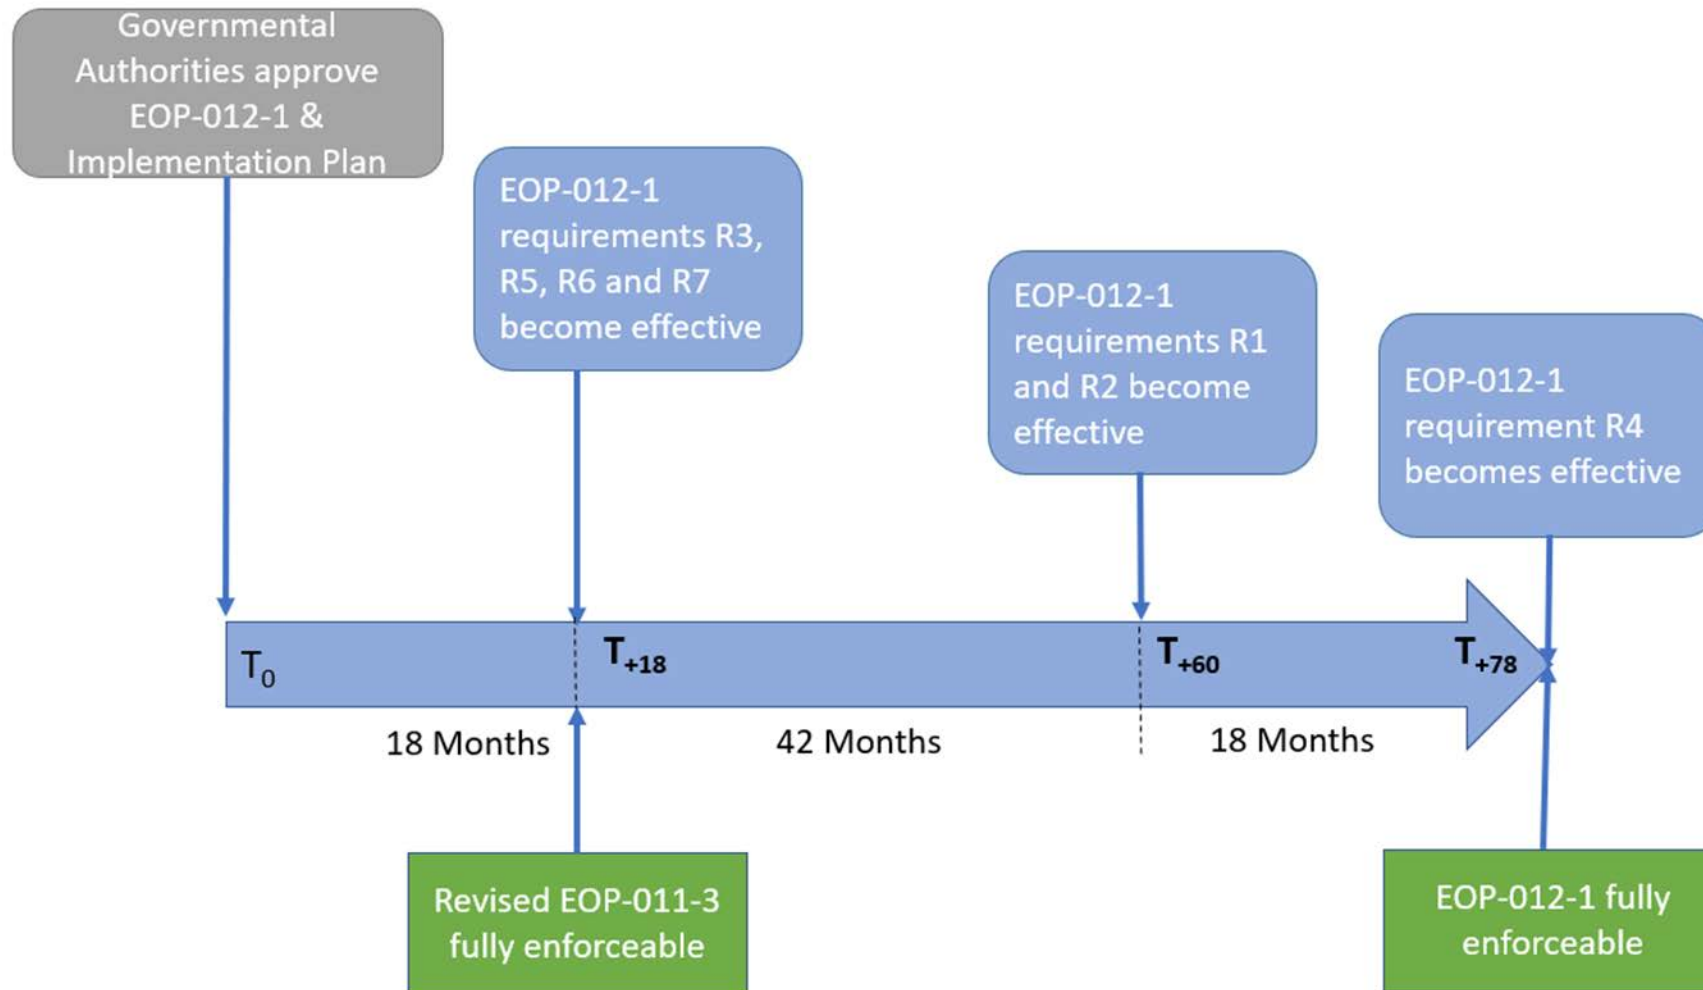 Governmental
Authorities approve
EOP-012-1 &
Implementation Plan
EOP-012-1
requirements R3,
R5, R6 and R7
become effective
EOP-012-1
requirements R1
and R2 become
effective
EOP-012-1
requirement R4
becomes effective
T0
T+18
T+60
T+78
18 Months
42 Months
18 Months
Revised EOP-011-3
fully enforceable
EOP-012-1 fully
enforceable